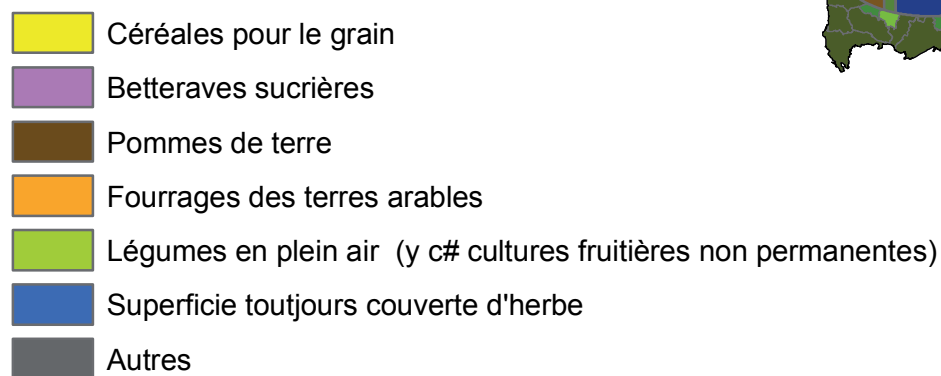 Céréales pour le grain
Betteraves sucrières
Pommes de terre
Fourrages des terres arables
Légumes en plein air  (y c# cultures fruitières non permanentes)
Superficie toutjours couverte d'herbe
Autres